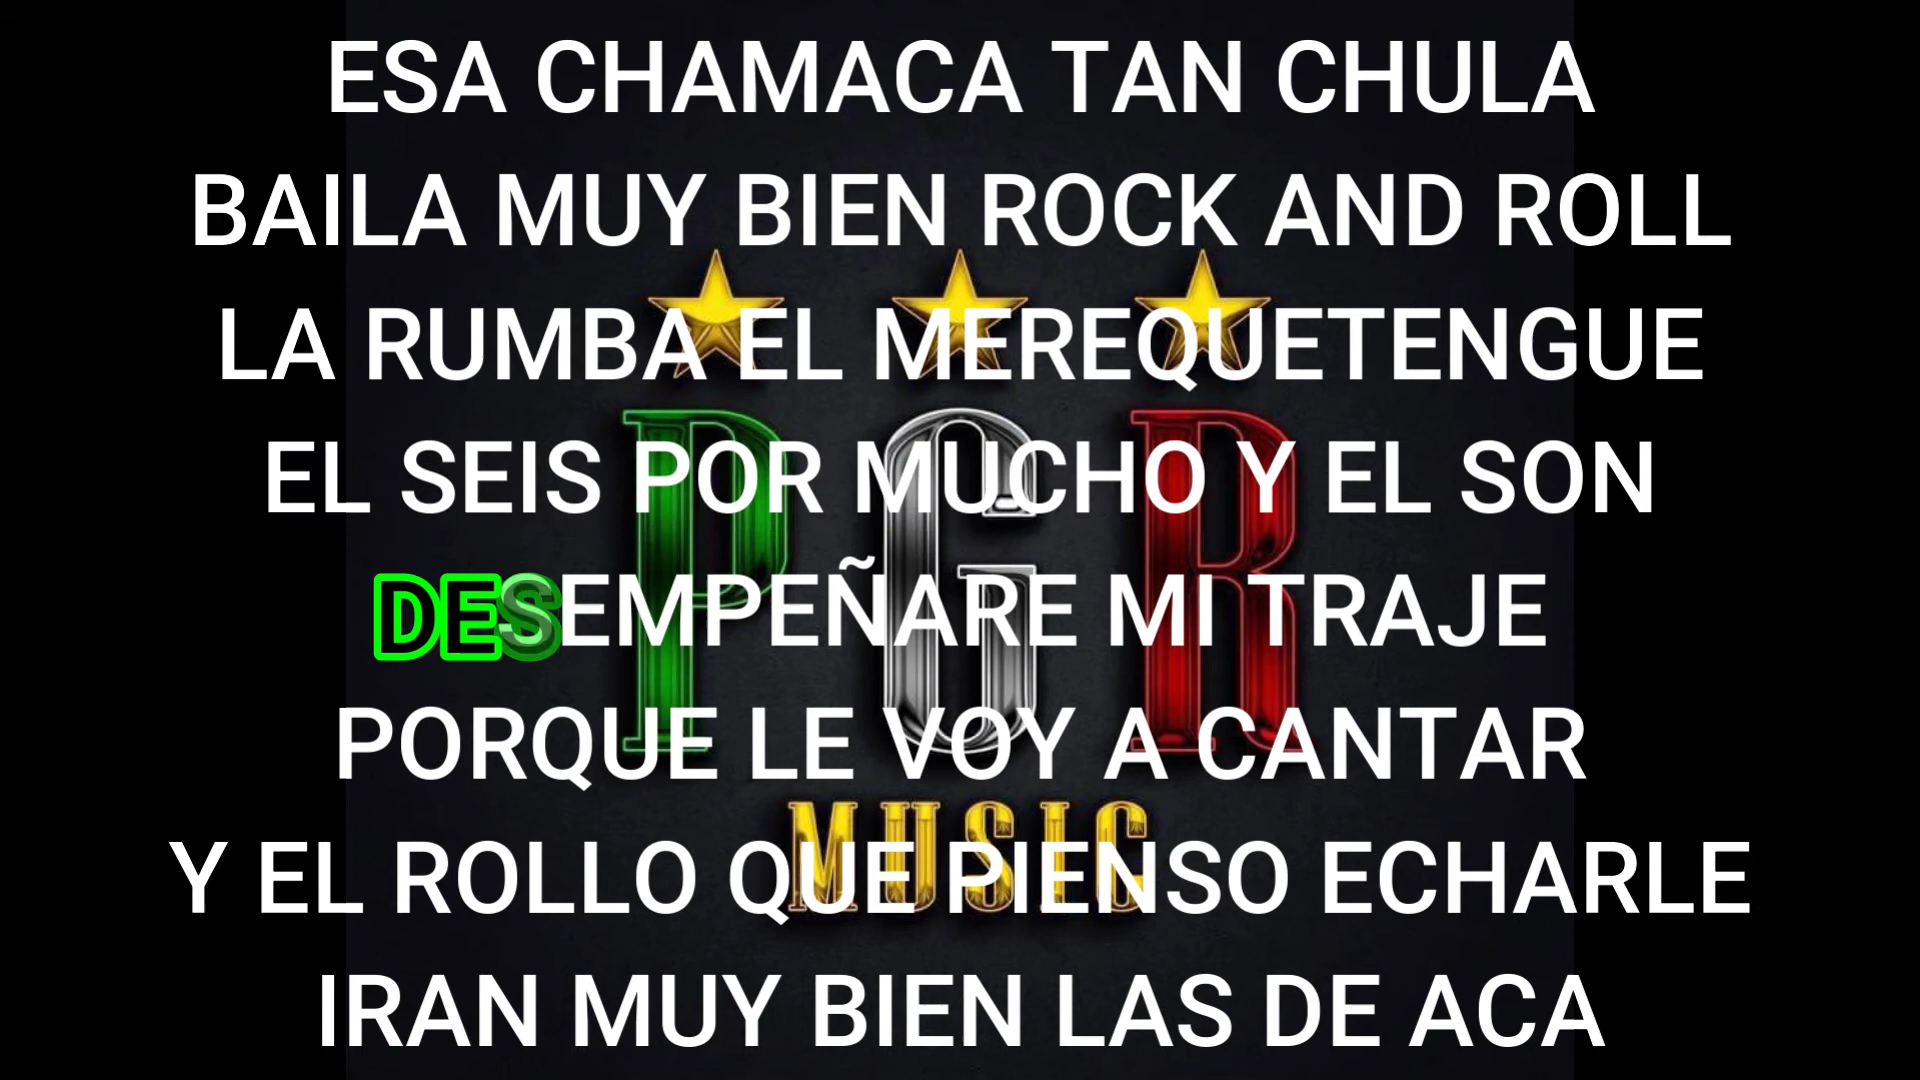 ESA CHAMACA TAN CHULA
BAILA MUY BIEN ROCK AND ROLL
LA RUMBA EL MEREQUETENGUE
EL SEIS POR MUCHO Y EL SON
DESEMPEÑARE MI TRAJE
PORQUE LE VOY A CANTAR
Y EL ROLLO QUE PIENSO ECHARLE
IRAN MUY BIEN LAS DE ACA
PGR
MUSIC